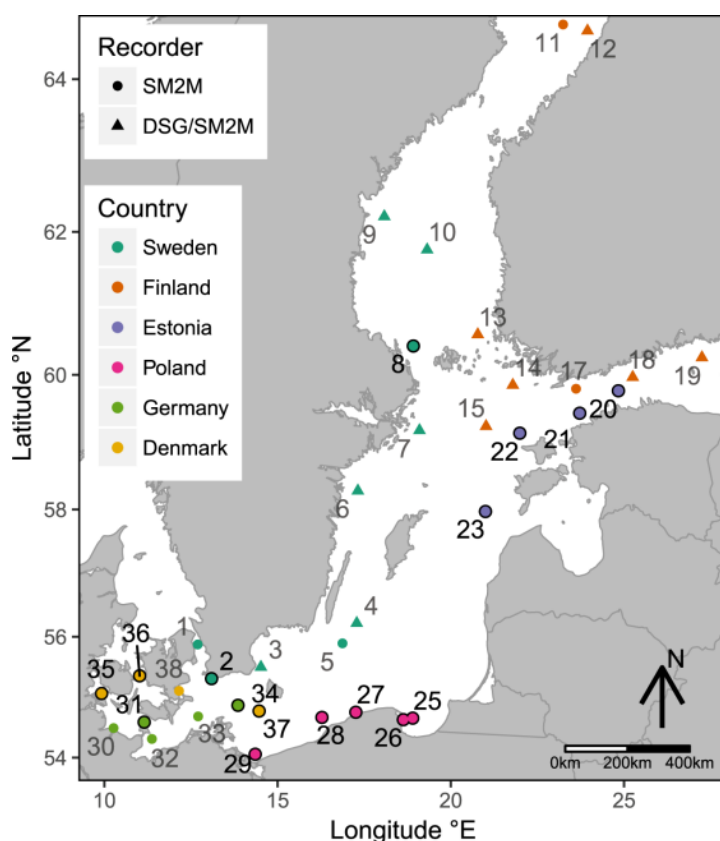 Recorder
SM2M
DSG/SM2M
Country
Sweden
Finland
Estonia
Poland
Germany
Denmark
Latitude °N
64
62
60
58
56
54
11
12
9
10
13
8
14
17
18
19
15
20
7
22
21
6
23
36
1
4
3
5
35
38
2
31
34
27
25
37
30
33
28
26
32
29
N
0km
200km
400km
10
15
20
25
Longitude °E